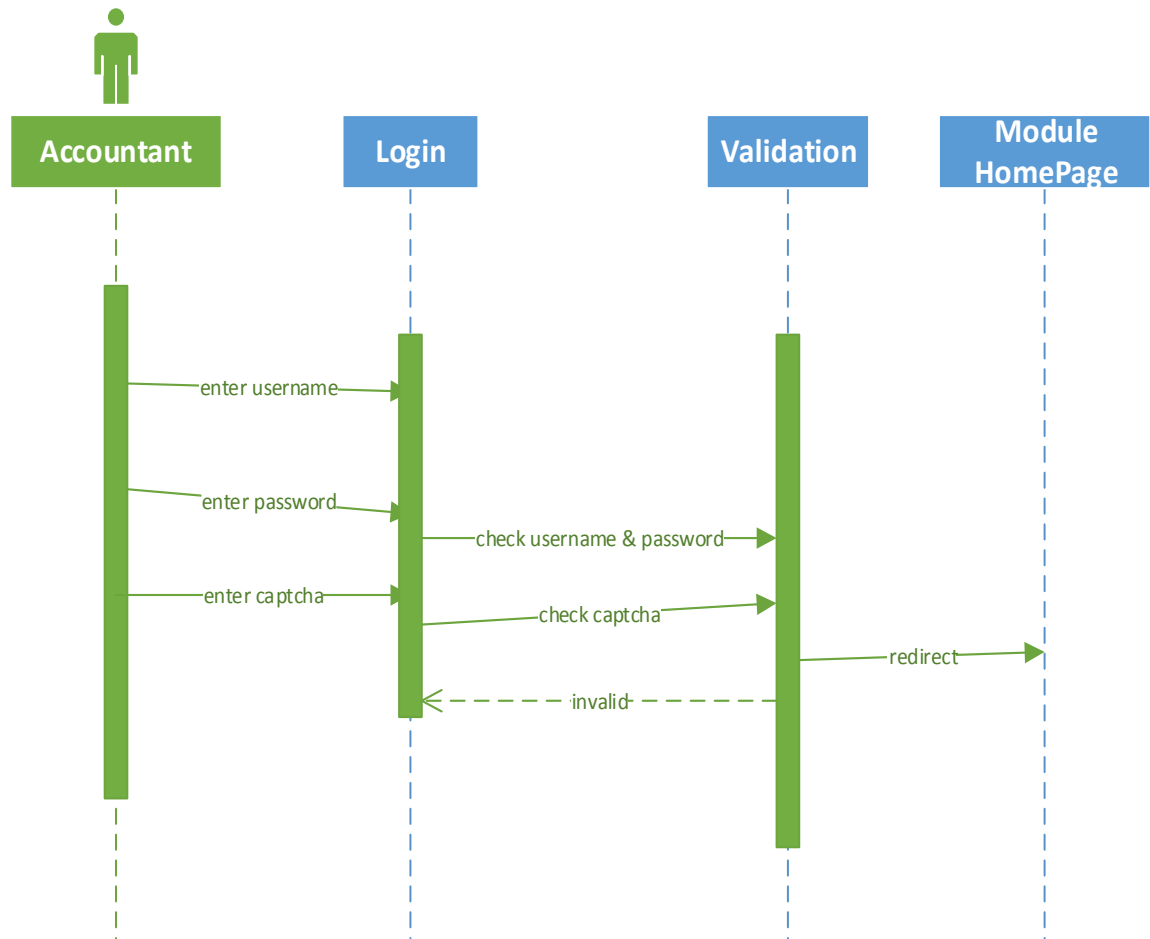 Accountant
Login
Validation
Module
HomePage
enter username
enter password
check username & password
enter captcha
check captcha
redirect
invalid